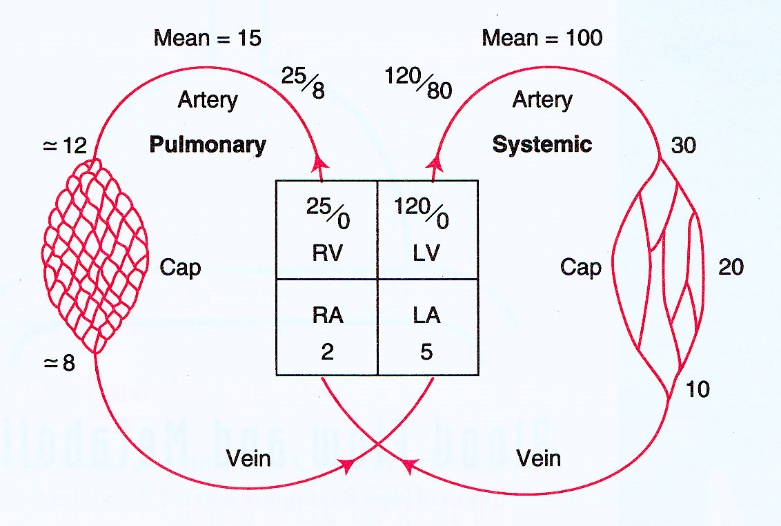 Mean = 15
Mean = 100
25/8
120/80
Artery
Artery
Pulmonary
Systemic
≃ 12
30
25/0
120/0
RV
LV
Cap
Cap
20
RA
LA
2
5
≃ 8
10
Vein
Vein